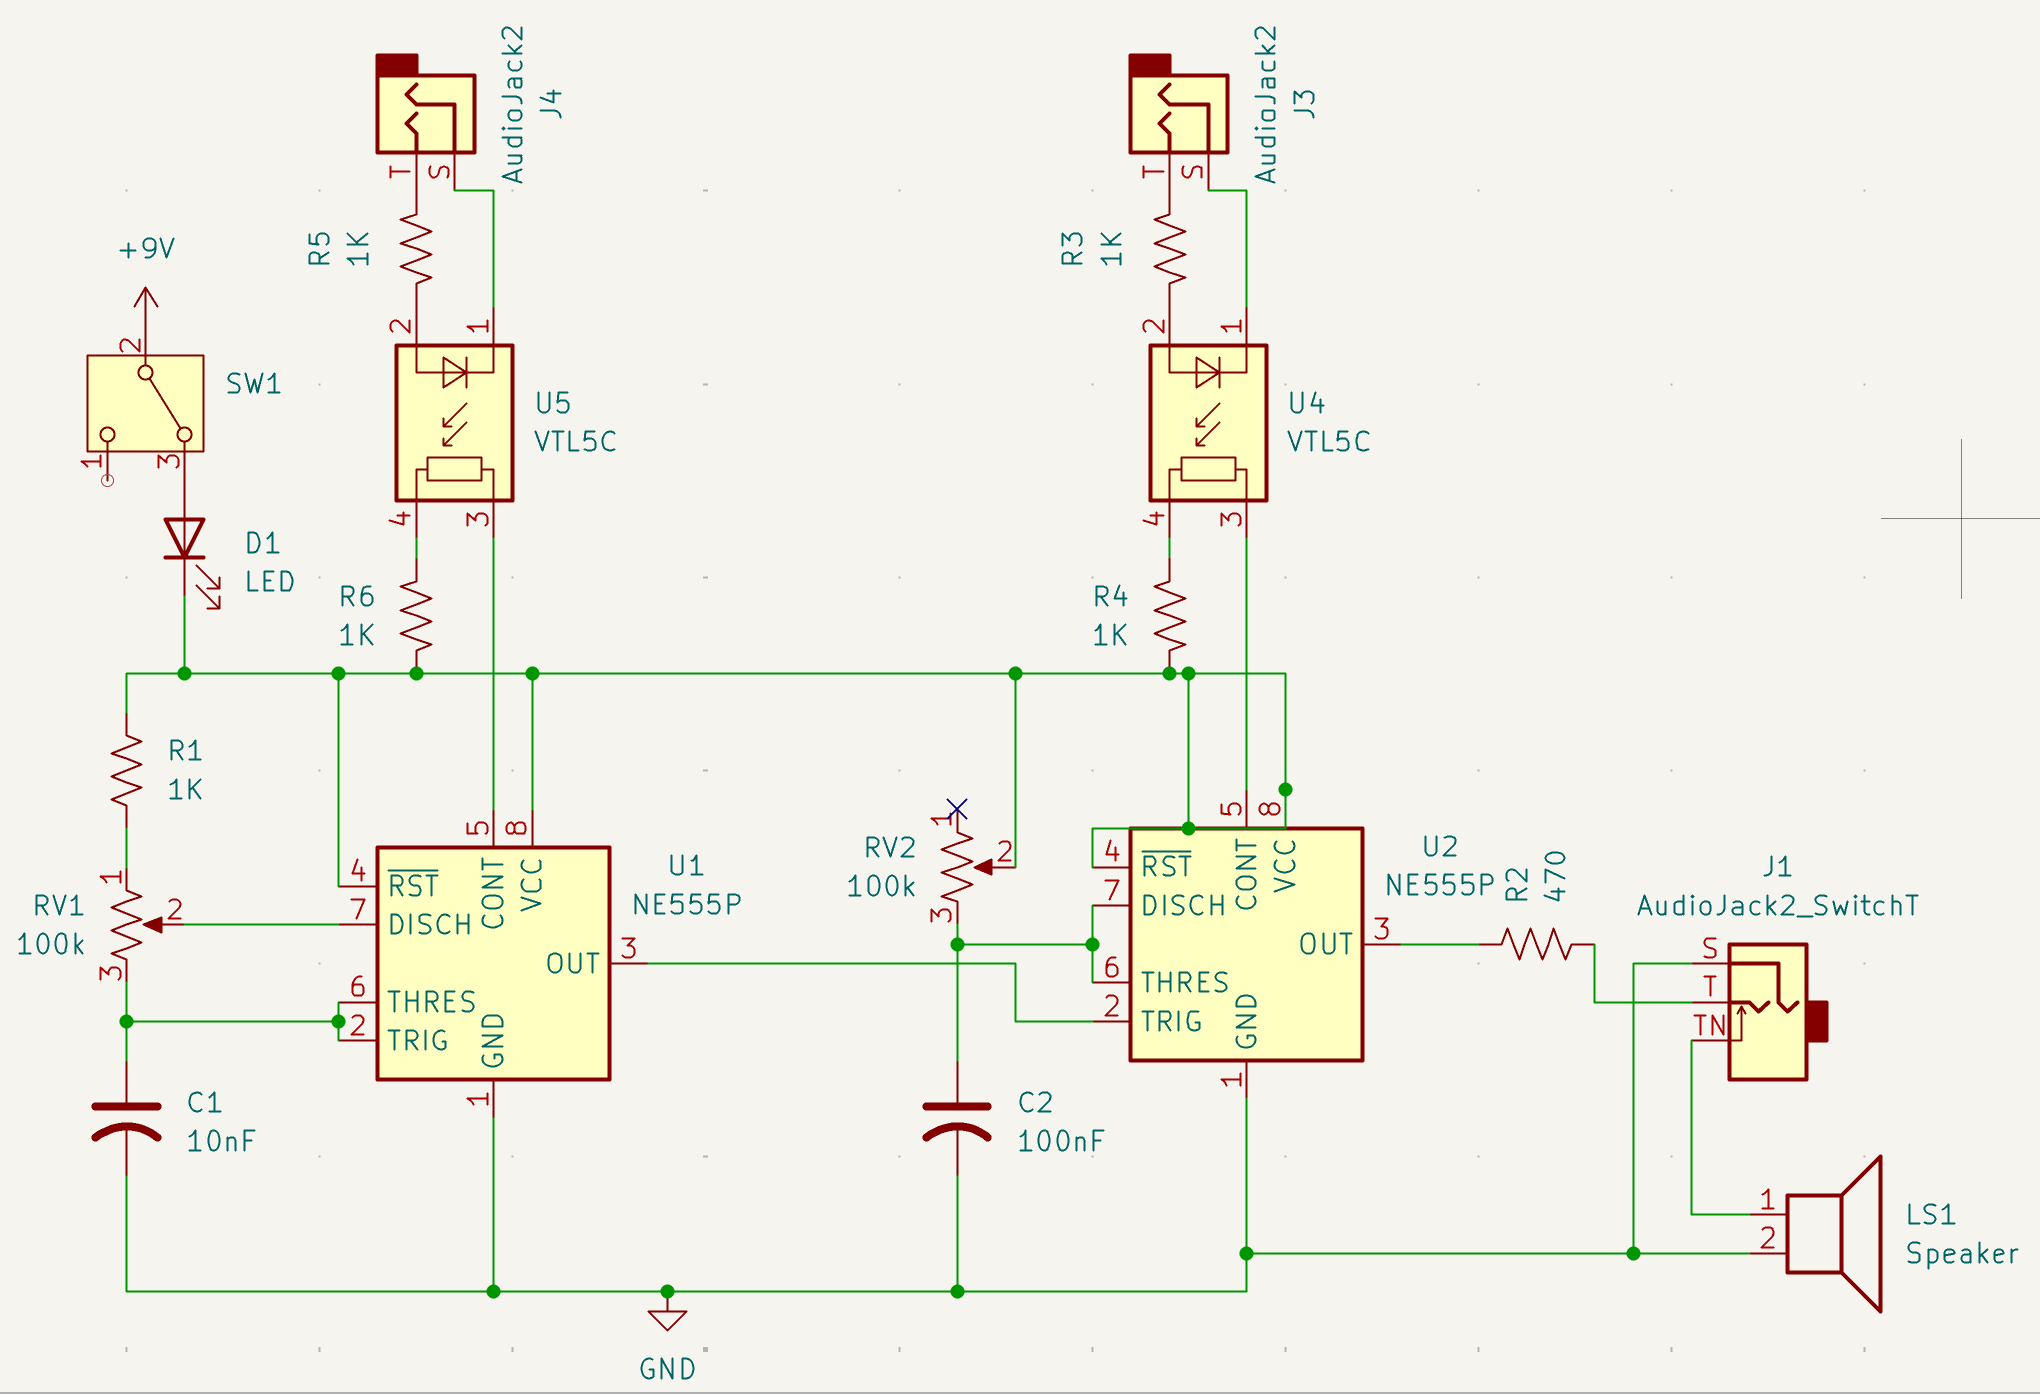 AudioJack2
J4
T
S
R5
1K
2
1
U5
VTL5C
4
3
R6
1K
AudioJack2
J3
T
S
R3
1K
2
1
U4
VTL5C
4
3
R4
1K
+9V
2
SW1
1
3
D1
LED
R1
1K
1
RV1
100k
2
3
C1
10nF
5
8
4
7
6
2
3
1
RST
DISCH
THRES
TRIG
CONT
VCC
OUT
GND
U1
NE555P
1
RV2
100k
2
3
C2
100nF
5
8
4
7
6
2
3
1
RST
DISCH
THRES
TRIG
CONT
VCC
OUT
GND
U2
NE555P
R2
470
J1
AudioJack2_SwitchT
S
T
TN
1
2
LS1
Speaker
GND